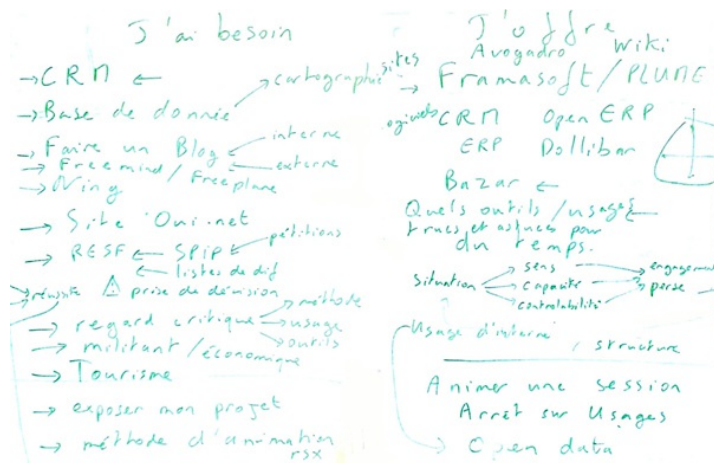 J'ai besoin
→ CRM ←
→ Base de donnée → cartographie
→ Faire un Blog ← interne
→ Freemind / Freeplane ← externe
→ Ning
→ Site Oui.net
→ RESF ← SPIP ← pétitions
← listes de dif
→ réussite ⚠ prise de décision
→ regard critique → méthode
→ usage
→ outils
→ militant / économique
→ Tourisme
→ exposer mon projet
→ méthode d'animation
rsx
J'offre
Avogadro Wiki
sites → Framasoft / PLUME
logiciels CRM Open ERP
ERP Dollibar
Bazar ←
Quels outils / usages ←
trucs et astuces pour
du temps.
Situation → sens → engagement
→ capacité → perse
→ controlabilité
Usage d'interne
, structure
Animer une session
Arrêt sur Usages
→ Open data